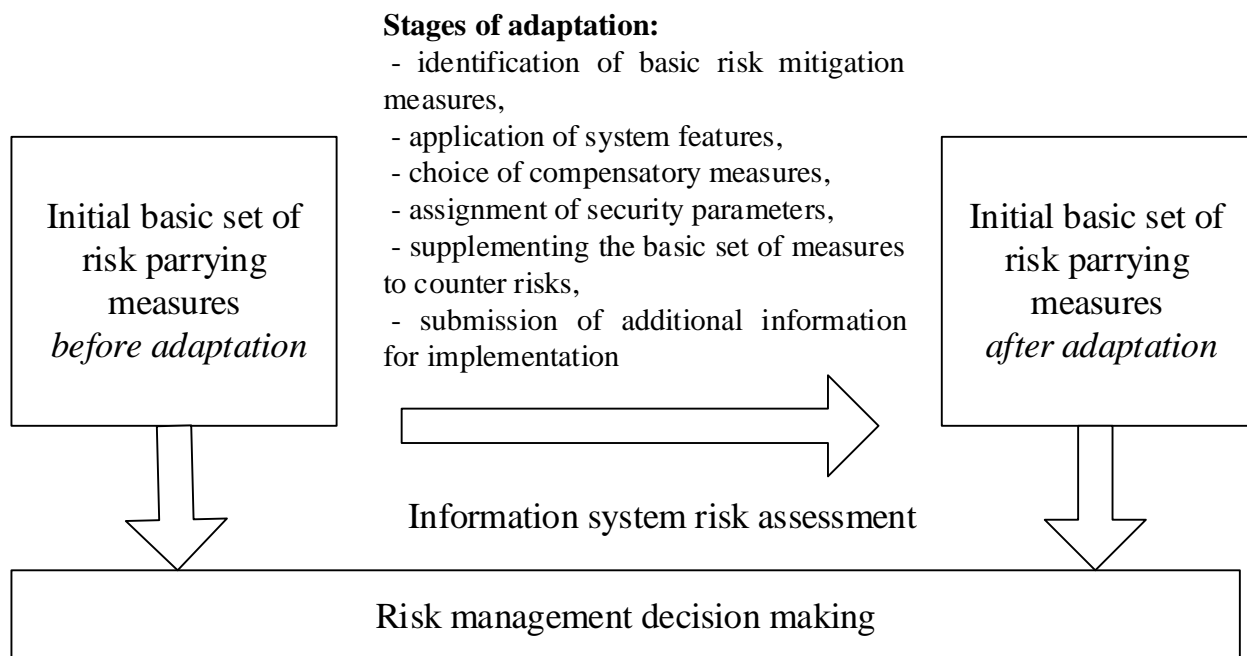 Stages of adaptation:
- identification of basic risk mitigation
measures,
- application of system features,
- choice of compensatory measures,
- assignment of security parameters,
- supplementing the basic set of measures
to counter risks,
- submission of additional information
for implementation
Initial basic set of
risk parrying
measures
before adaptation
Initial basic set of
risk parrying
measures
after adaptation
Information system risk assessment
Risk management decision making